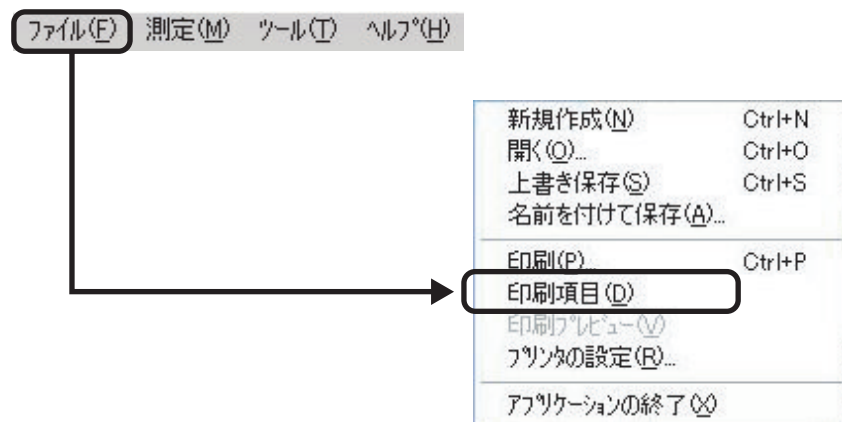 ﾌｧｲﾙ(F) 測定(M) ﾂｰﾙ(T) ﾍﾙﾌﾟ(H)
新規作成(N) Ctrl+N
開く(O)...
Ctrl+O
上書き保存(S) Ctrl+S
名前を付けて保存(A)...
印刷(P)... Ctrl+P
印刷項目(D)
印刷ﾌﾟﾚﾋﾞｭｰ(V)
ﾌﾟﾘﾝﾀの設定(R)...
ｱﾌﾟﾘｹｰｼｮﾝの終了(X)